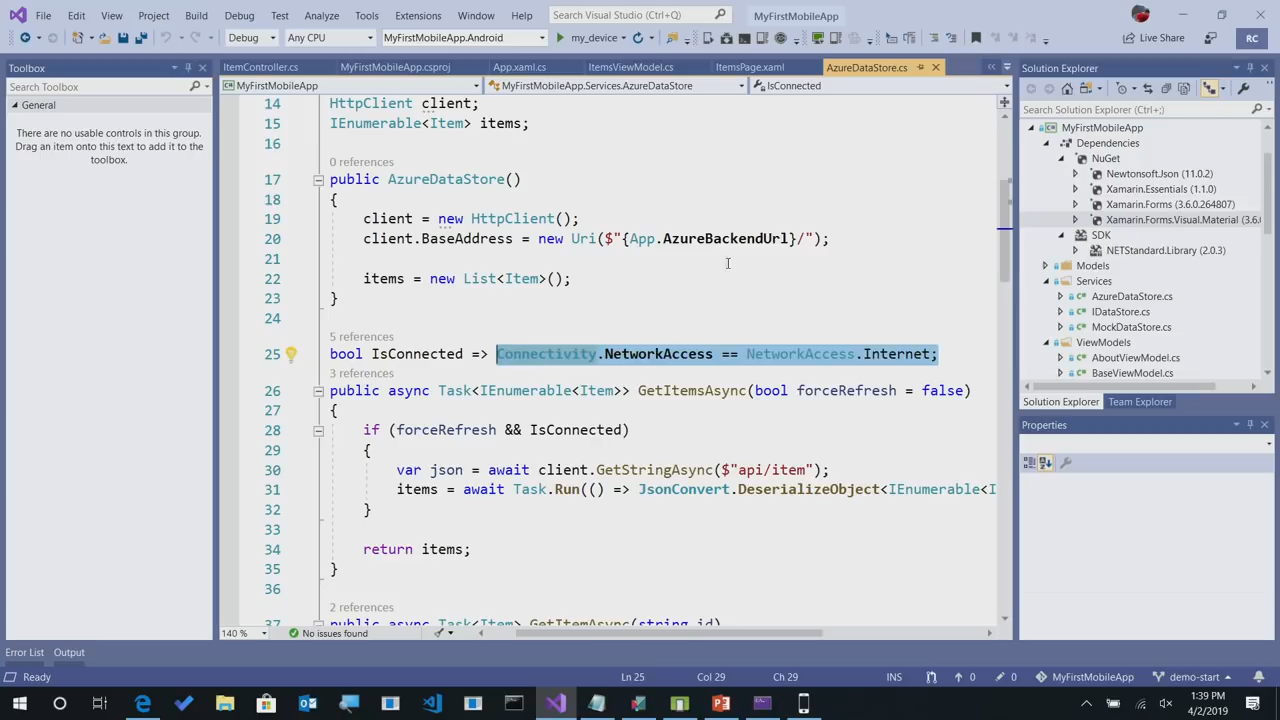 File Edit View Project Build Debug Test Analyze Tools Extensions Window Help Search Visual Studio (Ctrl+Q) MyFirstMobileApp
Debug Any CPU MyFirstMobileApp.Android my_device Live Share RC
Toolbox
Search Toolbox
General
There are no usable controls in this group.
Drag an item onto this text to add it to the
toolbox.
ItemController.cs MyFirstMobileApp.csproj App.xaml.cs ItemsViewModel.cs ItemsPage.xaml AzureDataStore.cs
MyFirstMobileApp MyFirstMobileApp.Services.AzureDataStore IsConnected
14 HttpClient client;
15 IEnumerable<Item> items;
16
0 references
17 public AzureDataStore()
18 {
19 client = new HttpClient();
20 client.BaseAddress = new Uri($"{App.AzureBackendUrl}/");
21
22 items = new List<Item>();
23 }
24
5 references
25 bool IsConnected => Connectivity.NetworkAccess == NetworkAccess.Internet;
3 references
26 public async Task<IEnumerable<Item>> GetItemsAsync(bool forceRefresh = false)
27 {
28 if (forceRefresh && IsConnected)
29 {
30 var json = await client.GetStringAsync($"api/item");
31 items = await Task.Run(() => JsonConvert.DeserializeObject<IEnumerable<I
32 }
33
34 return items;
35 }
36
2 references
37 public async Task<Item> GetItemAsync(string id)
140 % No issues found
Solution Explorer
Search Solution Explorer (Ctrl+;)
MyFirstMobileApp
Dependencies
NuGet
Newtonsoft.Json (11.0.2)
Xamarin.Essentials (1.1.0)
Xamarin.Forms (3.6.0.264807)
Xamarin.Forms.Visual.Material (3.6.
SDK
NETStandard.Library (2.0.3)
Models
Services
AzureDataStore.cs
IDataStore.cs
MockDataStore.cs
ViewModels
AboutViewModel.cs
BaseViewModel.cs
Solution Explorer Team Explorer
Properties
Error List Output
Ready Ln 25 Col 29 Ch 29 INS 0 0 MyFirstMobileApp demo-start
1:39 PM
4/2/2019